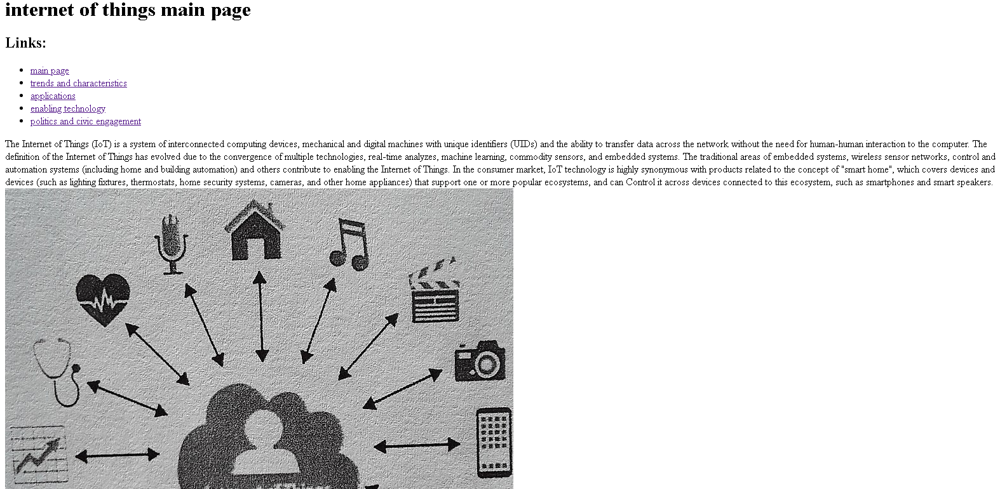 internet of things main page
Links:
main page
trends and characteristics
applications
enabling technology
politics and civic engagement
The Internet of Things (IoT) is a system of interconnected computing devices, mechanical and digital machines with unique identifiers (UIDs) and the ability to transfer data across the network without the need for human-human interaction to the computer. The
definition of the Internet of Things has evolved due to the convergence of multiple technologies, real-time analyzes, machine learning, commodity sensors, and embedded systems. The traditional areas of embedded systems, wireless sensor networks, control and
automation systems (including home and building automation) and others contribute to enabling the Internet of Things. In the consumer market, IoT technology is highly synonymous with products related to the concept of "smart home", which covers devices and
devices (such as lighting fixtures, thermostats, home security systems, cameras, and other home appliances) that support one or more popular ecosystems, and can Control it across devices connected to this ecosystem, such as smartphones and smart speakers.